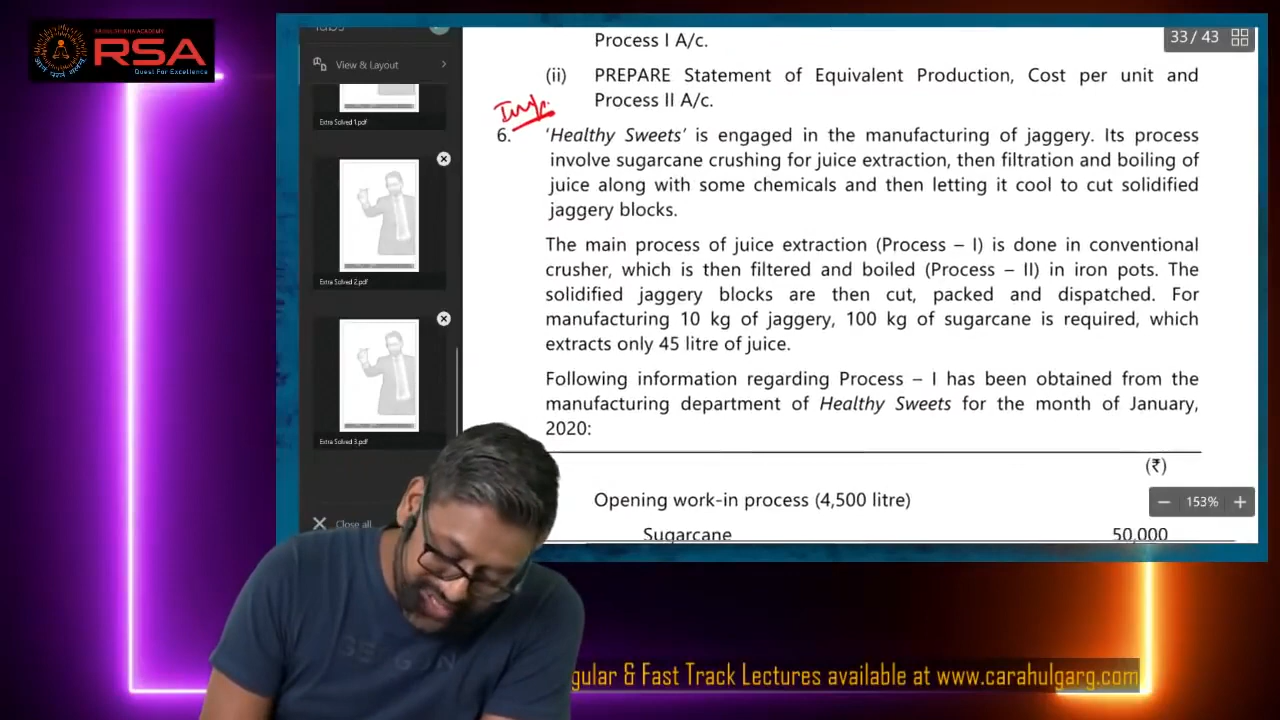 RSA
Quest For Excellence
View & Layout
Extra Solved 1.pdf
Extra Solved 2.pdf
Extra Solved 3.pdf
Close all
33 / 43
Process I A/c.
(ii) PREPARE Statement of Equivalent Production, Cost per unit and
Process II A/c.
Imp.
6. 'Healthy Sweets' is engaged in the manufacturing of jaggery. Its process
involve sugarcane crushing for juice extraction, then filtration and boiling of
juice along with some chemicals and then letting it cool to cut solidified
jaggery blocks.
The main process of juice extraction (Process – I) is done in conventional
crusher, which is then filtered and boiled (Process – II) in iron pots. The
solidified jaggery blocks are then cut, packed and dispatched. For
manufacturing 10 kg of jaggery, 100 kg of sugarcane is required, which
extracts only 45 litre of juice.
Following information regarding Process – I has been obtained from the
manufacturing department of Healthy Sweets for the month of January,
2020:
(₹)
Opening work-in process (4,500 litre)
Sugarcane 50,000
153%
gular & Fast Track Lectures available at www.carahulgarg.com